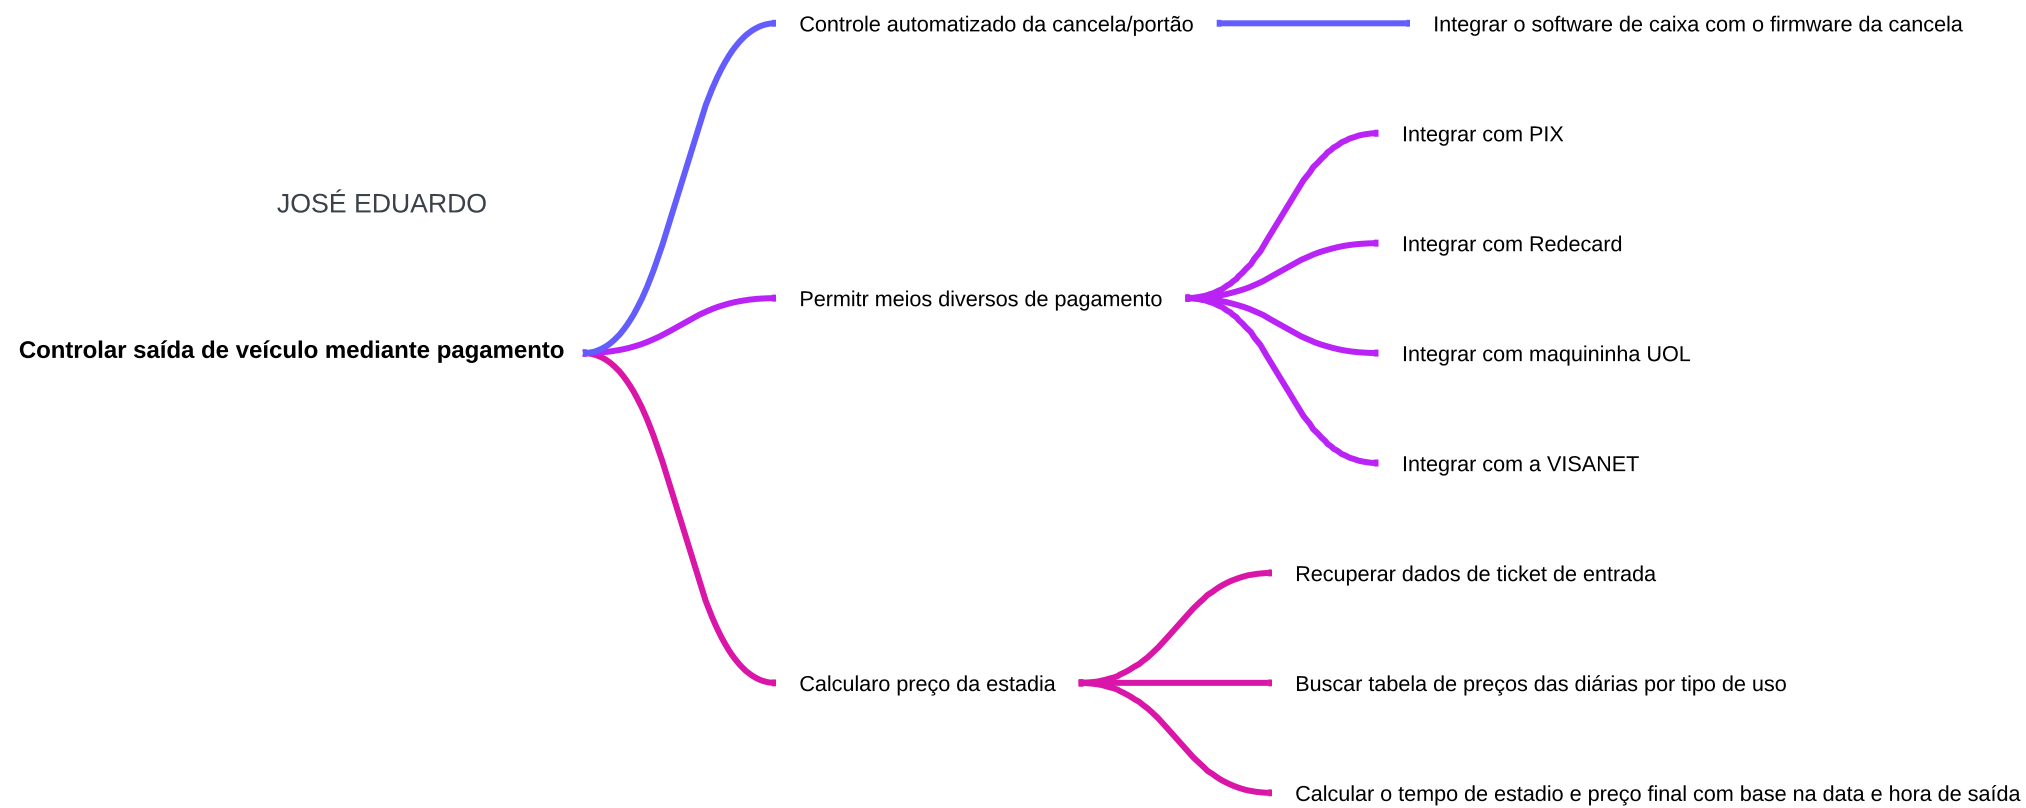 JOSÉ EDUARDO
Controlar saída de veículo mediante pagamento
Controle automatizado da cancela/portão
Integrar o software de caixa com o firmware da cancela
Permitr meios diversos de pagamento
Integrar com PIX
Integrar com Redecard
Integrar com maquininha UOL
Integrar com a VISANET
Calcularo preço da estadia
Recuperar dados de ticket de entrada
Buscar tabela de preços das diárias por tipo de uso
Calcular o tempo de estadio e preço final com base na data e hora de saída